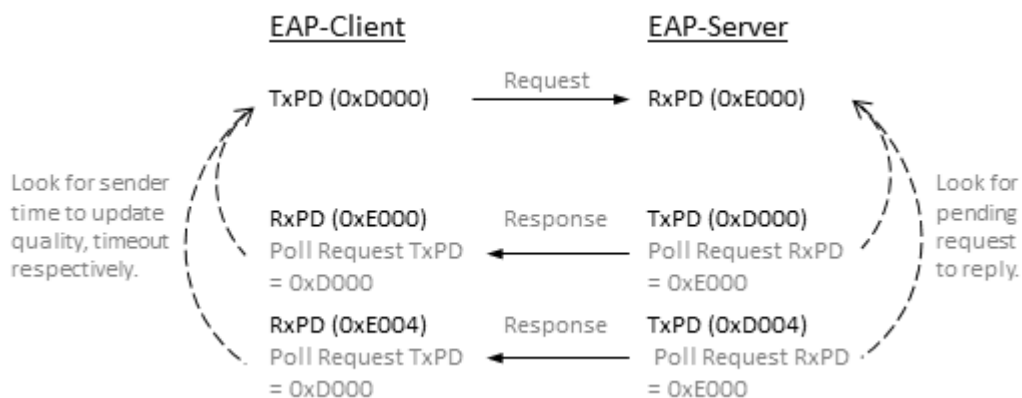 EAP-Client
EAP-Server
TxPD (0xD000)
Request
RxPD (0xE000)
Look for sender
time to update
quality, timeout
respectively.
RxPD (0xE000)
Poll Request TxPD
= 0xD000
Response
TxPD (0xD000)
Poll Request RxPD
= 0xE000
Look for
pending
request
to reply.
RxPD (0xE004)
Poll Request TxPD
= 0xD000
Response
TxPD (0xD004)
Poll Request RxPD
= 0xE000